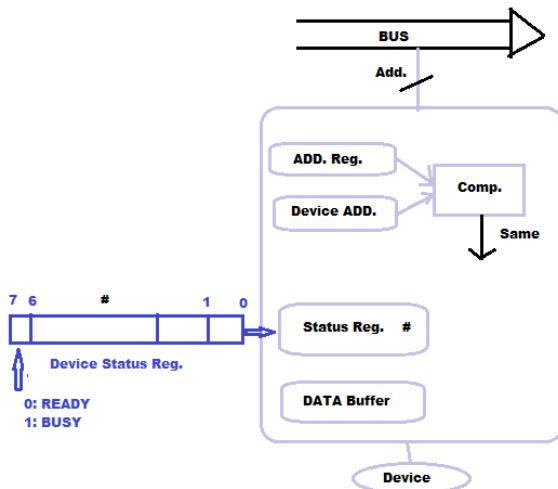 BUS
Add.
ADD. Reg.
Comp.
Device ADD.
Same
7 6 # 1 0
Status Reg. #
Device Status Reg.
0: READY
1: BUSY
DATA Buffer
Device